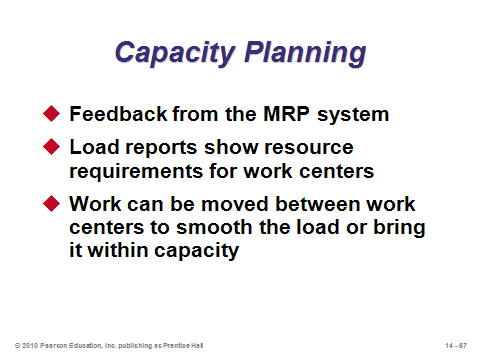 Capacity Planning
Feedback from the MRP system
Load reports show resource
requirements for work centers
Work can be moved between work
centers to smooth the load or bring
it within capacity
© 2010 Pearson Education, Inc. publishing as Prentice Hall
14 - 67